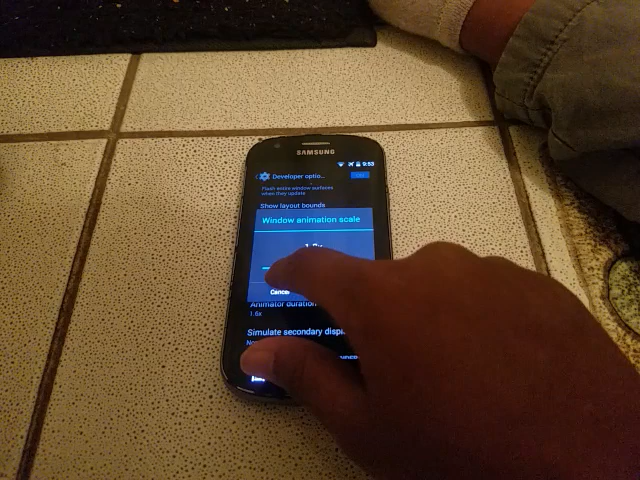 SAMSUNG
9:53
Developer optio...
Flash entire window surfaces
when they update
Show layout bounds
Window animation scale
Cancel
Animator duration
1.6x
Simulate secondary displ